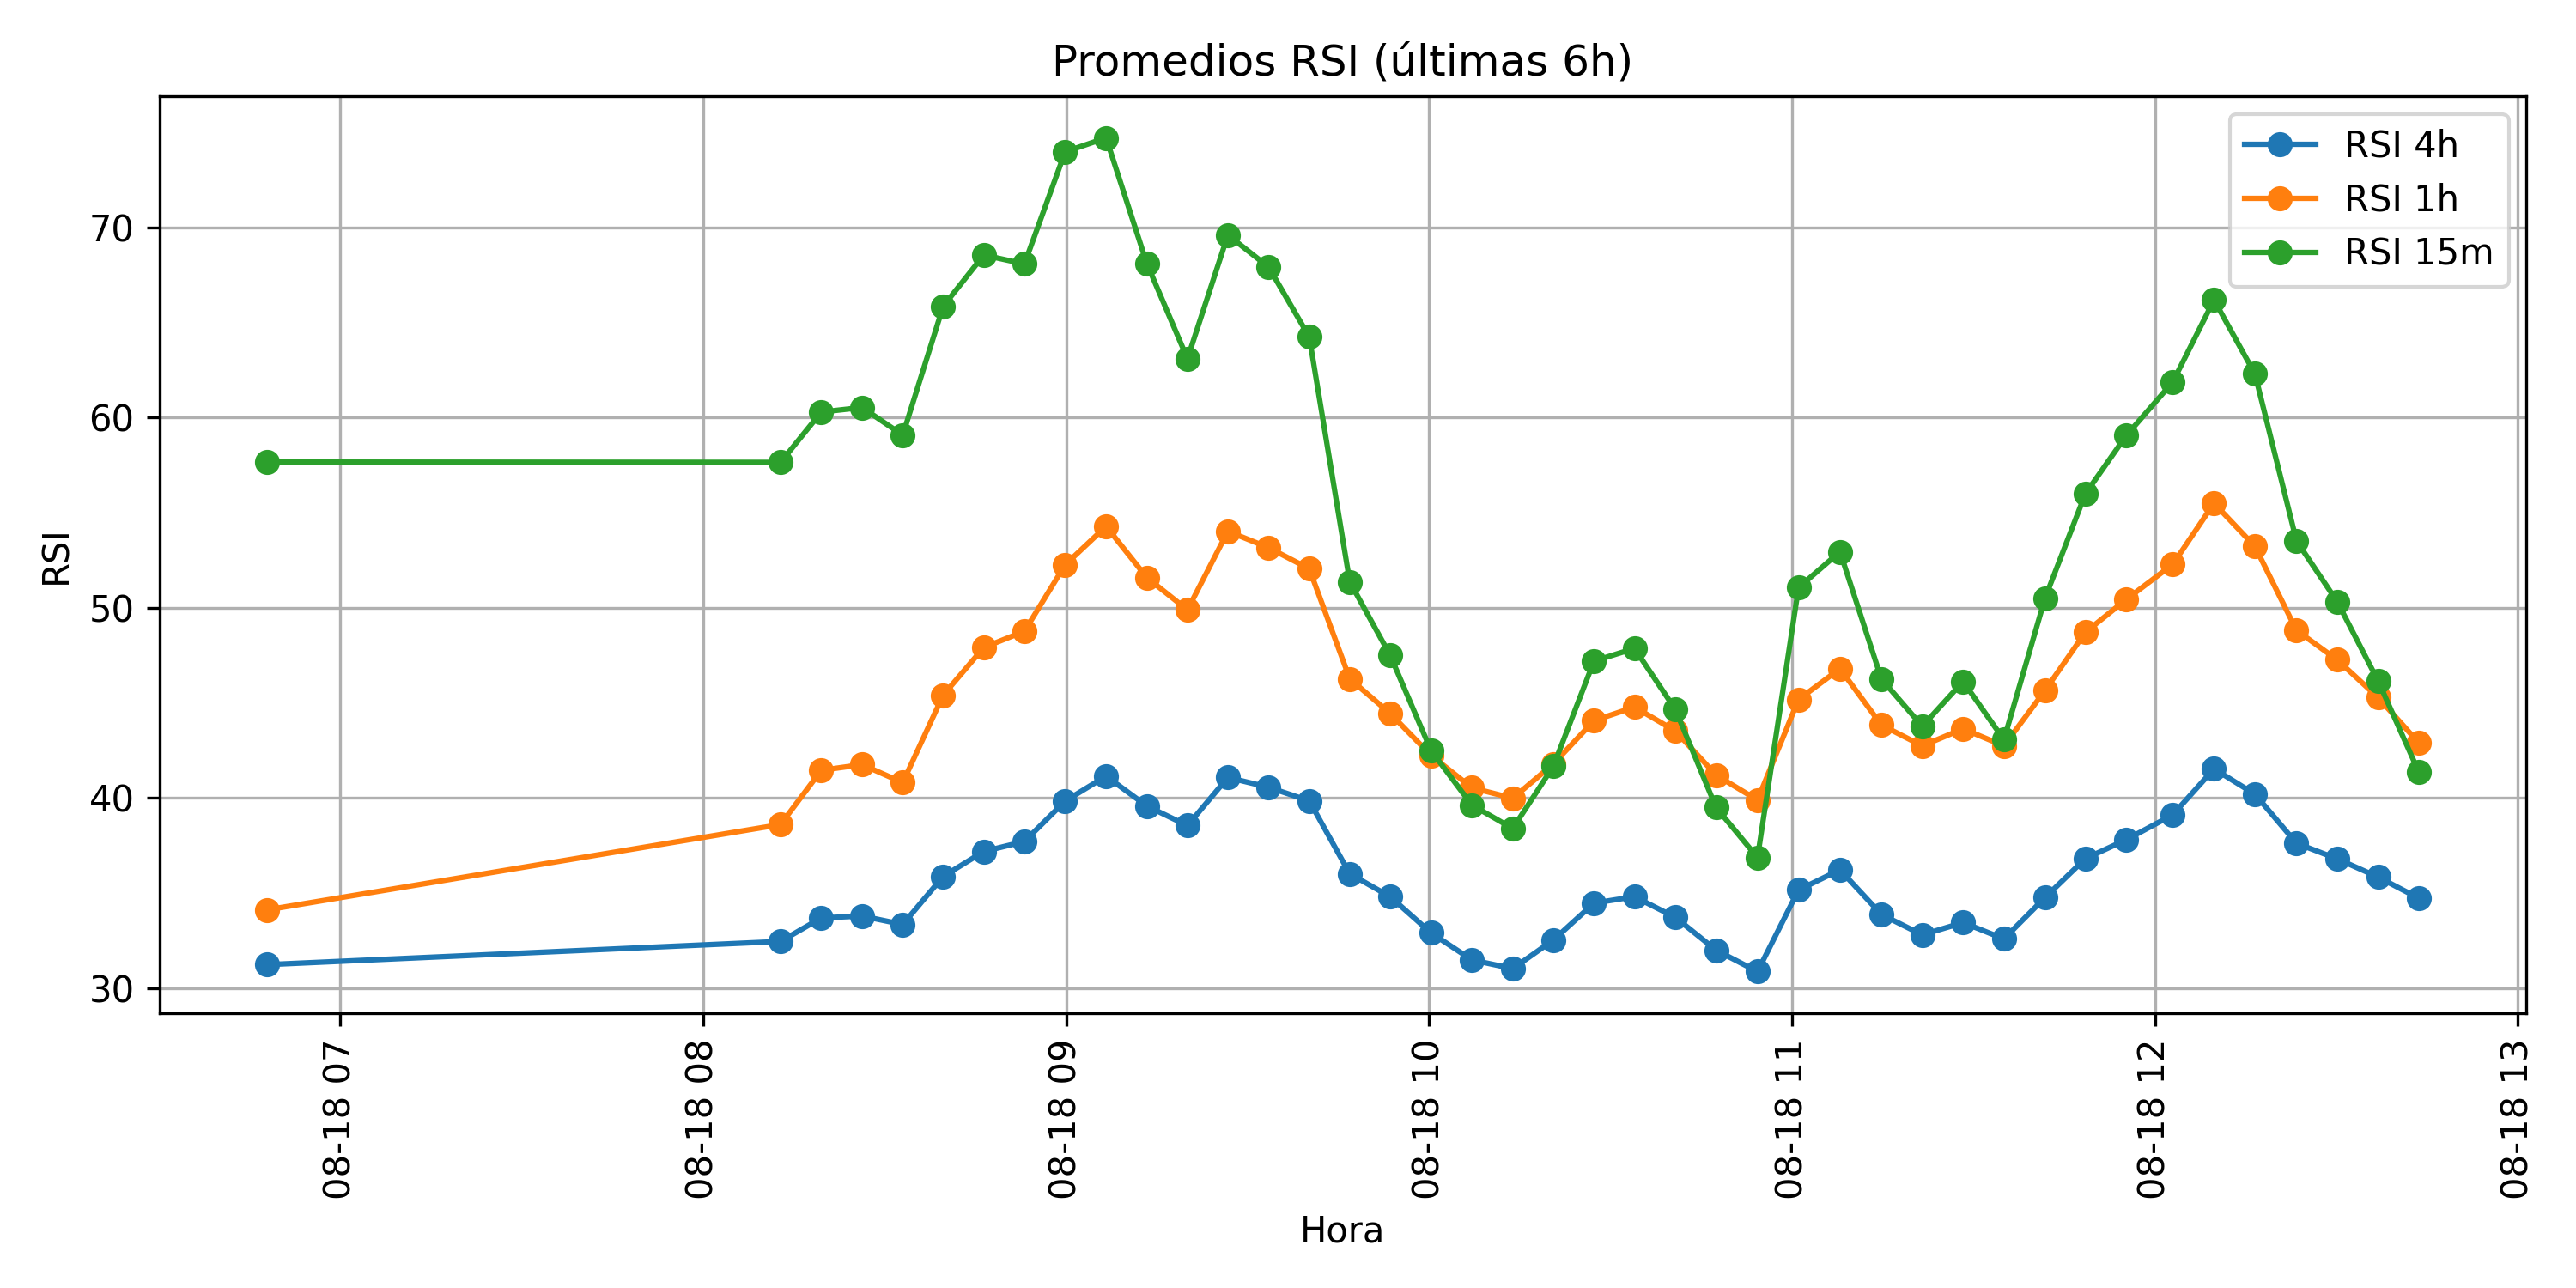 Promedios RSI (últimas 6h)
RSI 4h
RSI 1h
RSI 15m
RSI
70
60
50
40
30
08-18 07
08-18 08
08-18 09
08-18 10
08-18 11
08-18 12
08-18 13
Hora